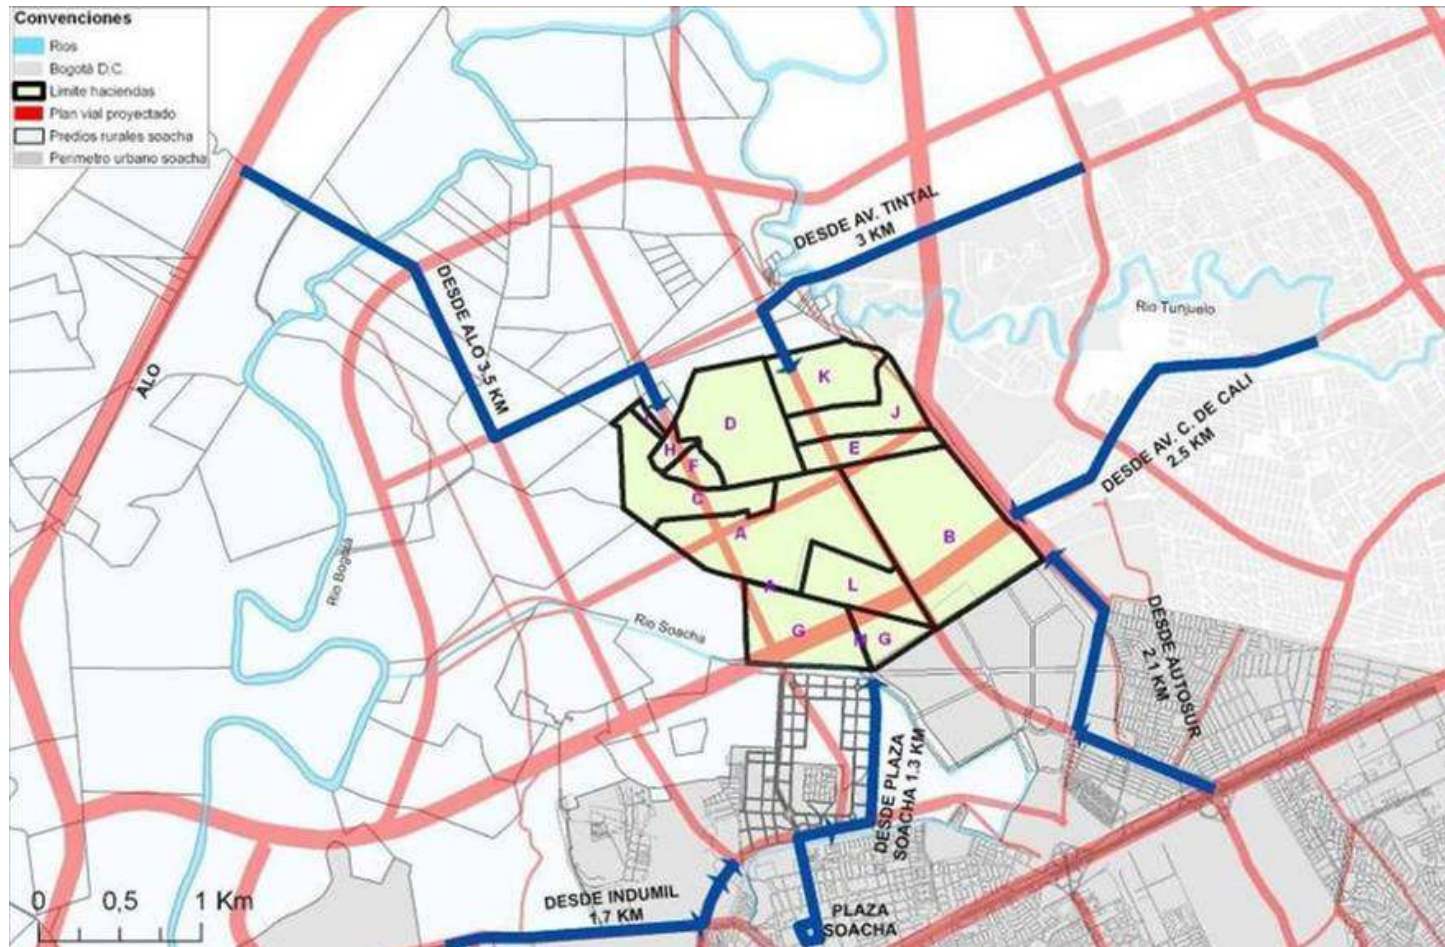 Convenciones
Rios
Bogotá D.C.
Limite haciendas
Plan vial proyectado
Predios rurales soacha
Perimetro urbano soacha
DESDE AV. TINTAL
3 KM
Rio Tunjuelo
DESDE ALO 3.5 KM
ALO
DESDE AV. C. DE CALI
2.5 KM
K
J
D
E
H
F
C
A
B
A
L
G
G
Rio Bogotá
Rio Soacha
DESDE AUTOSUR
2.1 KM
DESDE PLAZA
SOACHA 1.3 KM
DESDE INDUMIL
1.7 KM
PLAZA
SOACHA
0 0,5 1 Km